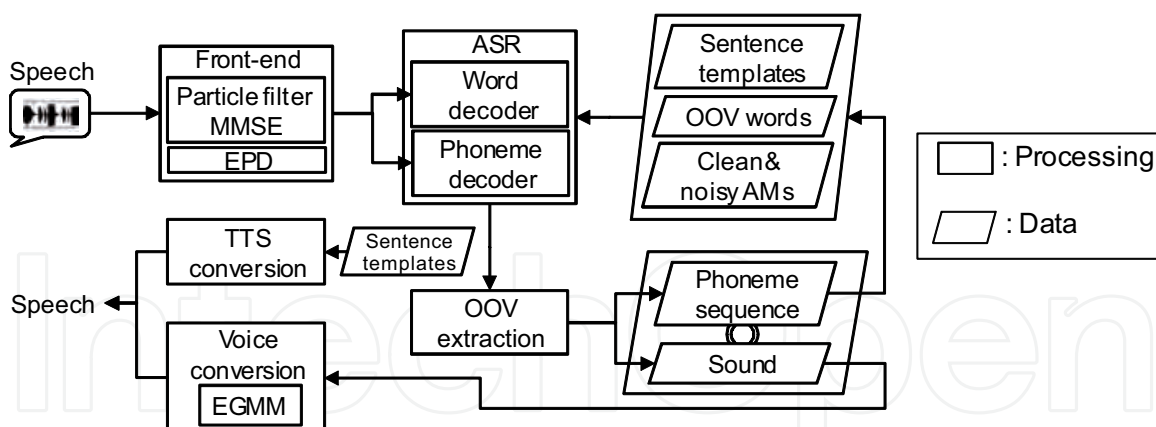 Speech
Front-end
Particle filter
MMSE
EPD
ASR
Word
decoder
Phoneme
decoder
Sentence
templates
OOV words
Clean &
noisy AMs
: Processing
: Data
TTS
conversion
Sentence
templates
Speech
Voice
conversion
EGMM
OOV
extraction
Phoneme
sequence
Sound
IntechOpen